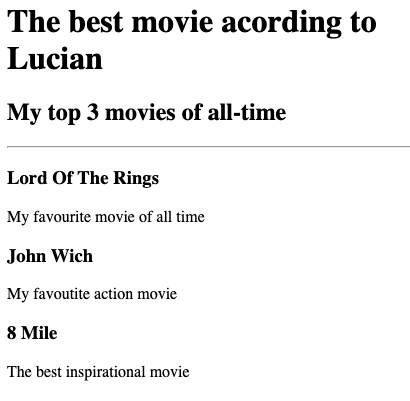 The best movie acording to
Lucian
My top 3 movies of all-time
Lord Of The Rings
My favourite movie of all time
John Wich
My favoutite action movie
8 Mile
The best inspirational movie